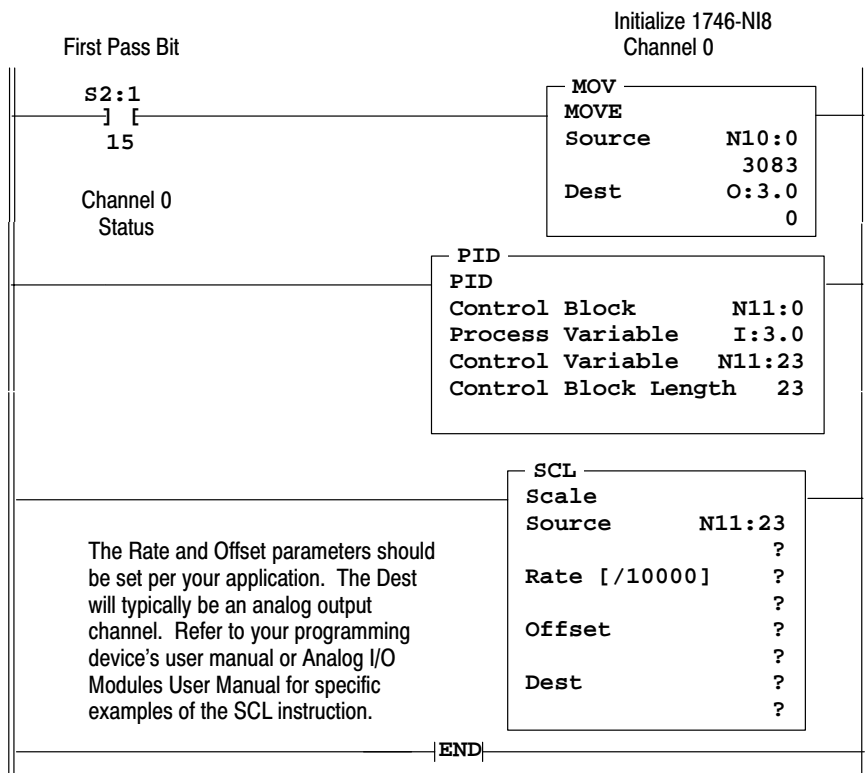 Initialize 1746-NI8
First Pass Bit
Channel 0
S2:1
] [
15
MOV
MOVE
Source N10:0
3083
Dest O:3.0
0
Channel 0
Status
PID
PID
Control Block N11:0
Process Variable I:3.0
Control Variable N11:23
Control Block Length 23
SCL
Scale
Source N11:23
?
Rate [/10000] ?
?
Offset ?
?
Dest ?
?
The Rate and Offset parameters should
be set per your application. The Dest
will typically be an analog output
channel. Refer to your programming
device's user manual or Analog I/O
Modules User Manual for specific
examples of the SCL instruction.
END